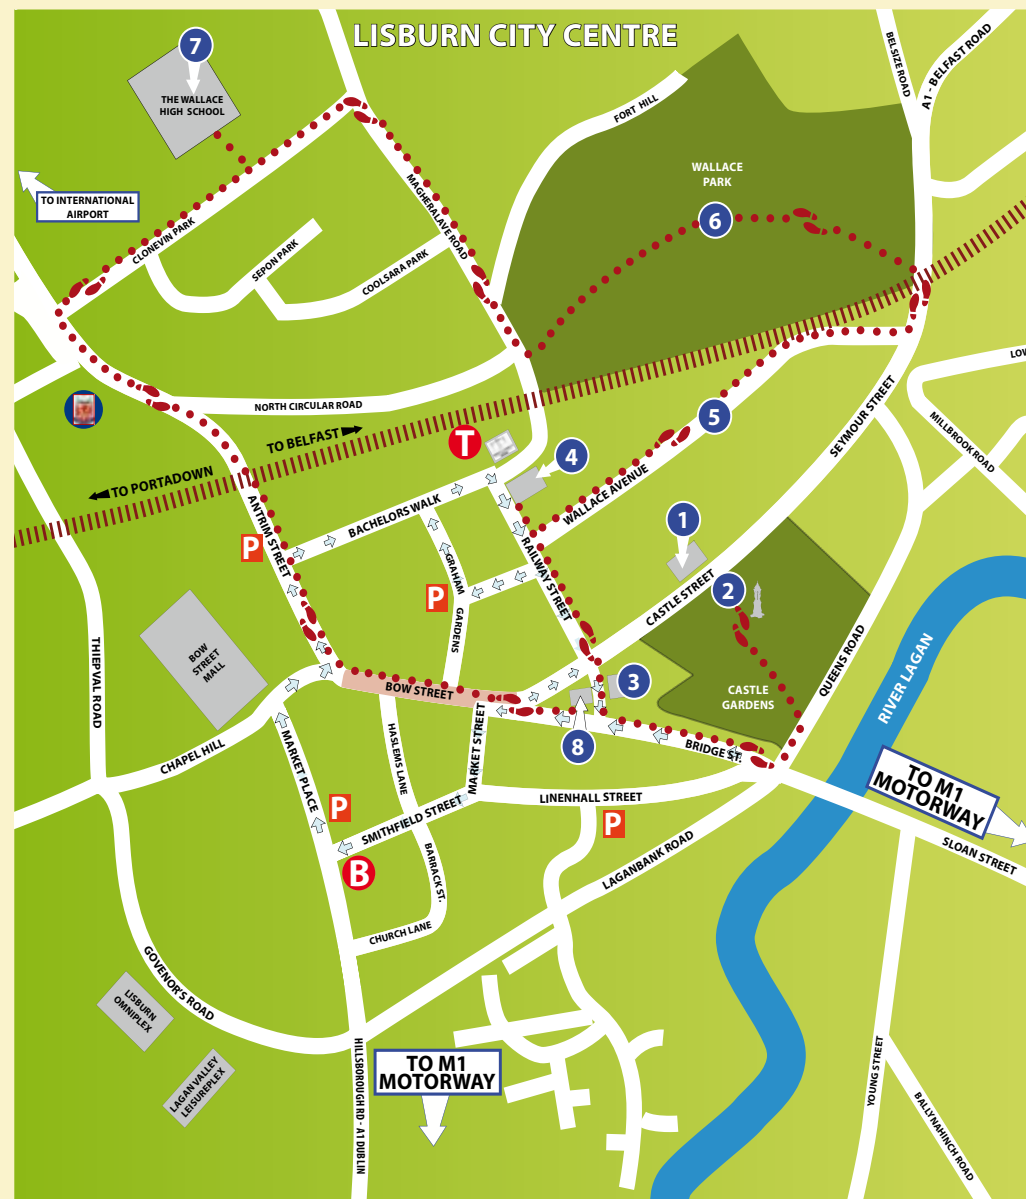 LISBURN CITY CENTRE
7
THE WALLACE
HIGH SCHOOL
TO INTERNATIONAL
AIRPORT
CLONEVIN PARK
SEPON PARK
COOLSARA PARK
MAGHERALAVE ROAD
FORT HILL
BELSIZE ROAD
A1 - BELFAST ROAD
WALLACE
PARK
6
NORTH CIRCULAR ROAD
TO BELFAST
TO PORTADOWN
T
4
5
WALLACE AVENUE
SEYMOUR STREET
LOW
MILLBROOK ROAD
ANTRIM STREET
BACHELORS WALK
P
P
GRAHAM
GARDENS
RAILWAY STREET
1
CASTLE STREET
2
CASTLE
GARDENS
QUEENS ROAD
RIVER LAGAN
THIEPVAL ROAD
BOW
STREET
MALL
BOW STREET
3
8
BRIDGE ST.
CHAPEL HILL
MARKET PLACE
HASLEMS LANE
MARKET STREET
P
SMITHFIELD STREET
LINENHALL STREET
P
B
BARRACK ST.
CHURCH LANE
LAGANBANK ROAD
TO M1
MOTORWAY
SLOAN STREET
GOVENOR'S ROAD
LISBURN
OMNIPLEX
LAGAN VALLEY
LEISUREPLEX
HILLSBOROUGH RD - A1 DUBLIN
TO M1
MOTORWAY
YOUNG STREET
BALLYNAHINCH ROAD